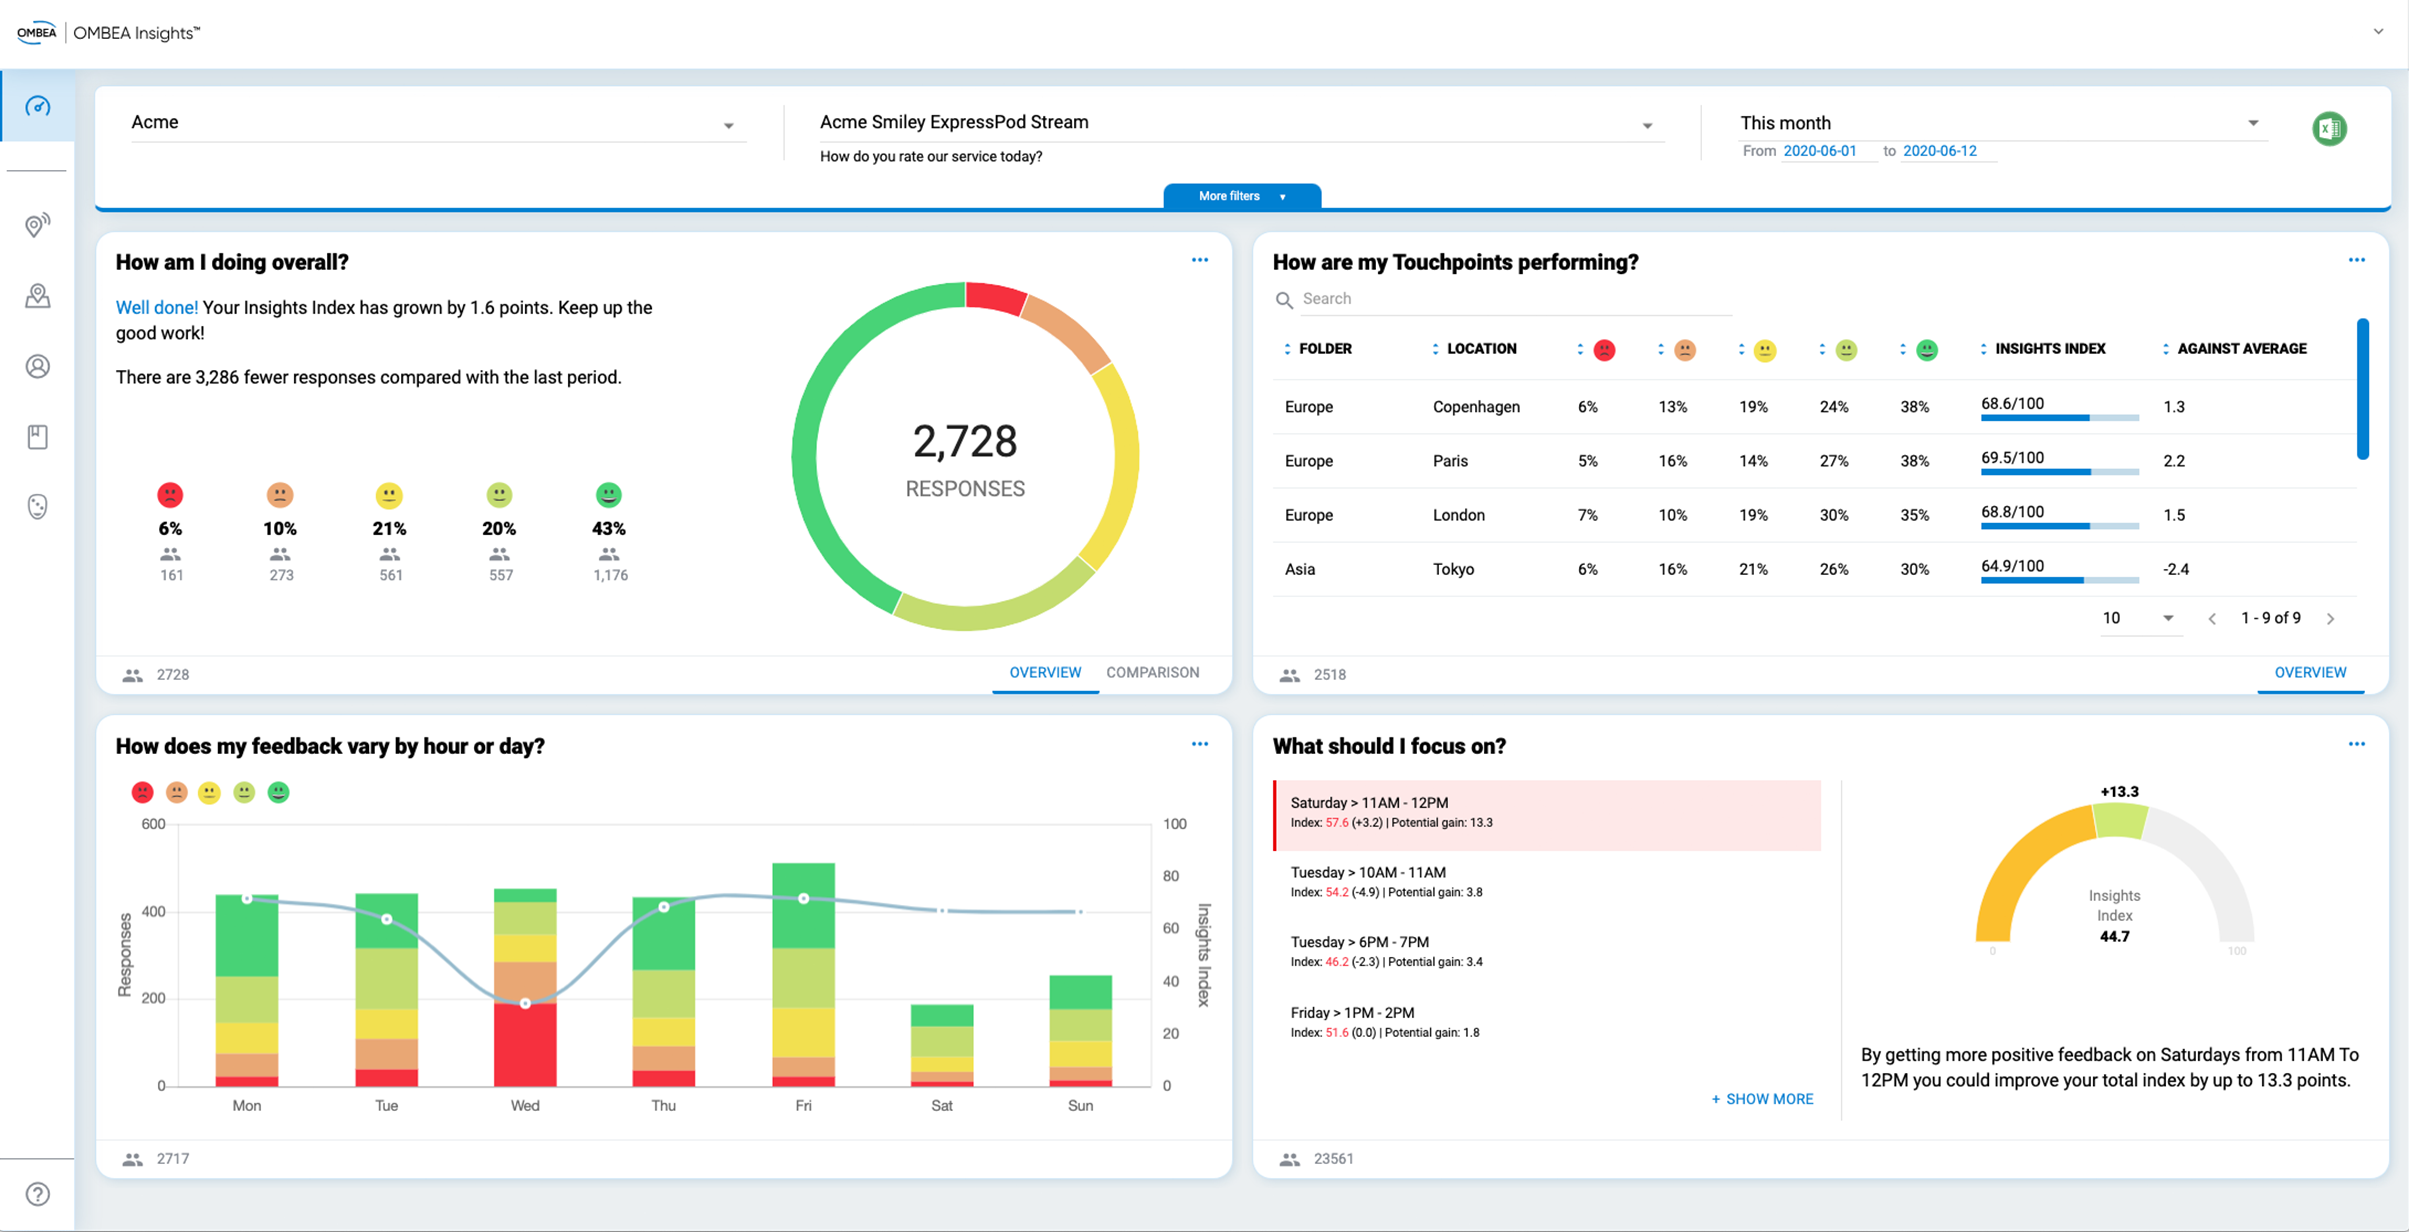 OMBEA | OMBEA Insights™
Acme
Acme Smiley ExpressPod Stream
How do you rate our service today?
This month
From 2020-06-01 to 2020-06-12
More filters
How am I doing overall?
Well done! Your Insights Index has grown by 1.6 points. Keep up the
good work!
There are 3,286 fewer responses compared with the last period.
6% 10% 21% 20% 43%
161 273 561 557 1,176
2,728
RESPONSES
2728
OVERVIEW COMPARISON
How are my Touchpoints performing?
Search
FOLDER LOCATION INSIGHTS INDEX AGAINST AVERAGE
Europe Copenhagen 6% 13% 19% 24% 38% 68.6/100 1.3
Europe Paris 5% 16% 14% 27% 38% 69.5/100 2.2
Europe London 7% 10% 19% 30% 35% 68.8/100 1.5
Asia Tokyo 6% 16% 21% 26% 30% 64.9/100 -2.4
10 1 - 9 of 9
2518
OVERVIEW
How does my feedback vary by hour or day?
600
400
200
0
Responses
100
80
60
40
20
0
Insights Index
Mon Tue Wed Thu Fri Sat Sun
2717
What should I focus on?
Saturday > 11AM - 12PM
Index: 57.6 (+3.2) | Potential gain: 13.3
Tuesday > 10AM - 11AM
Index: 54.2 (-4.9) | Potential gain: 3.8
Tuesday > 6PM - 7PM
Index: 46.2 (-2.3) | Potential gain: 3.4
Friday > 1PM - 2PM
Index: 51.6 (0.0) | Potential gain: 1.8
+ SHOW MORE
+13.3
Insights
Index
44.7
0 100
By getting more positive feedback on Saturdays from 11AM To
12PM you could improve your total index by up to 13.3 points.
23561